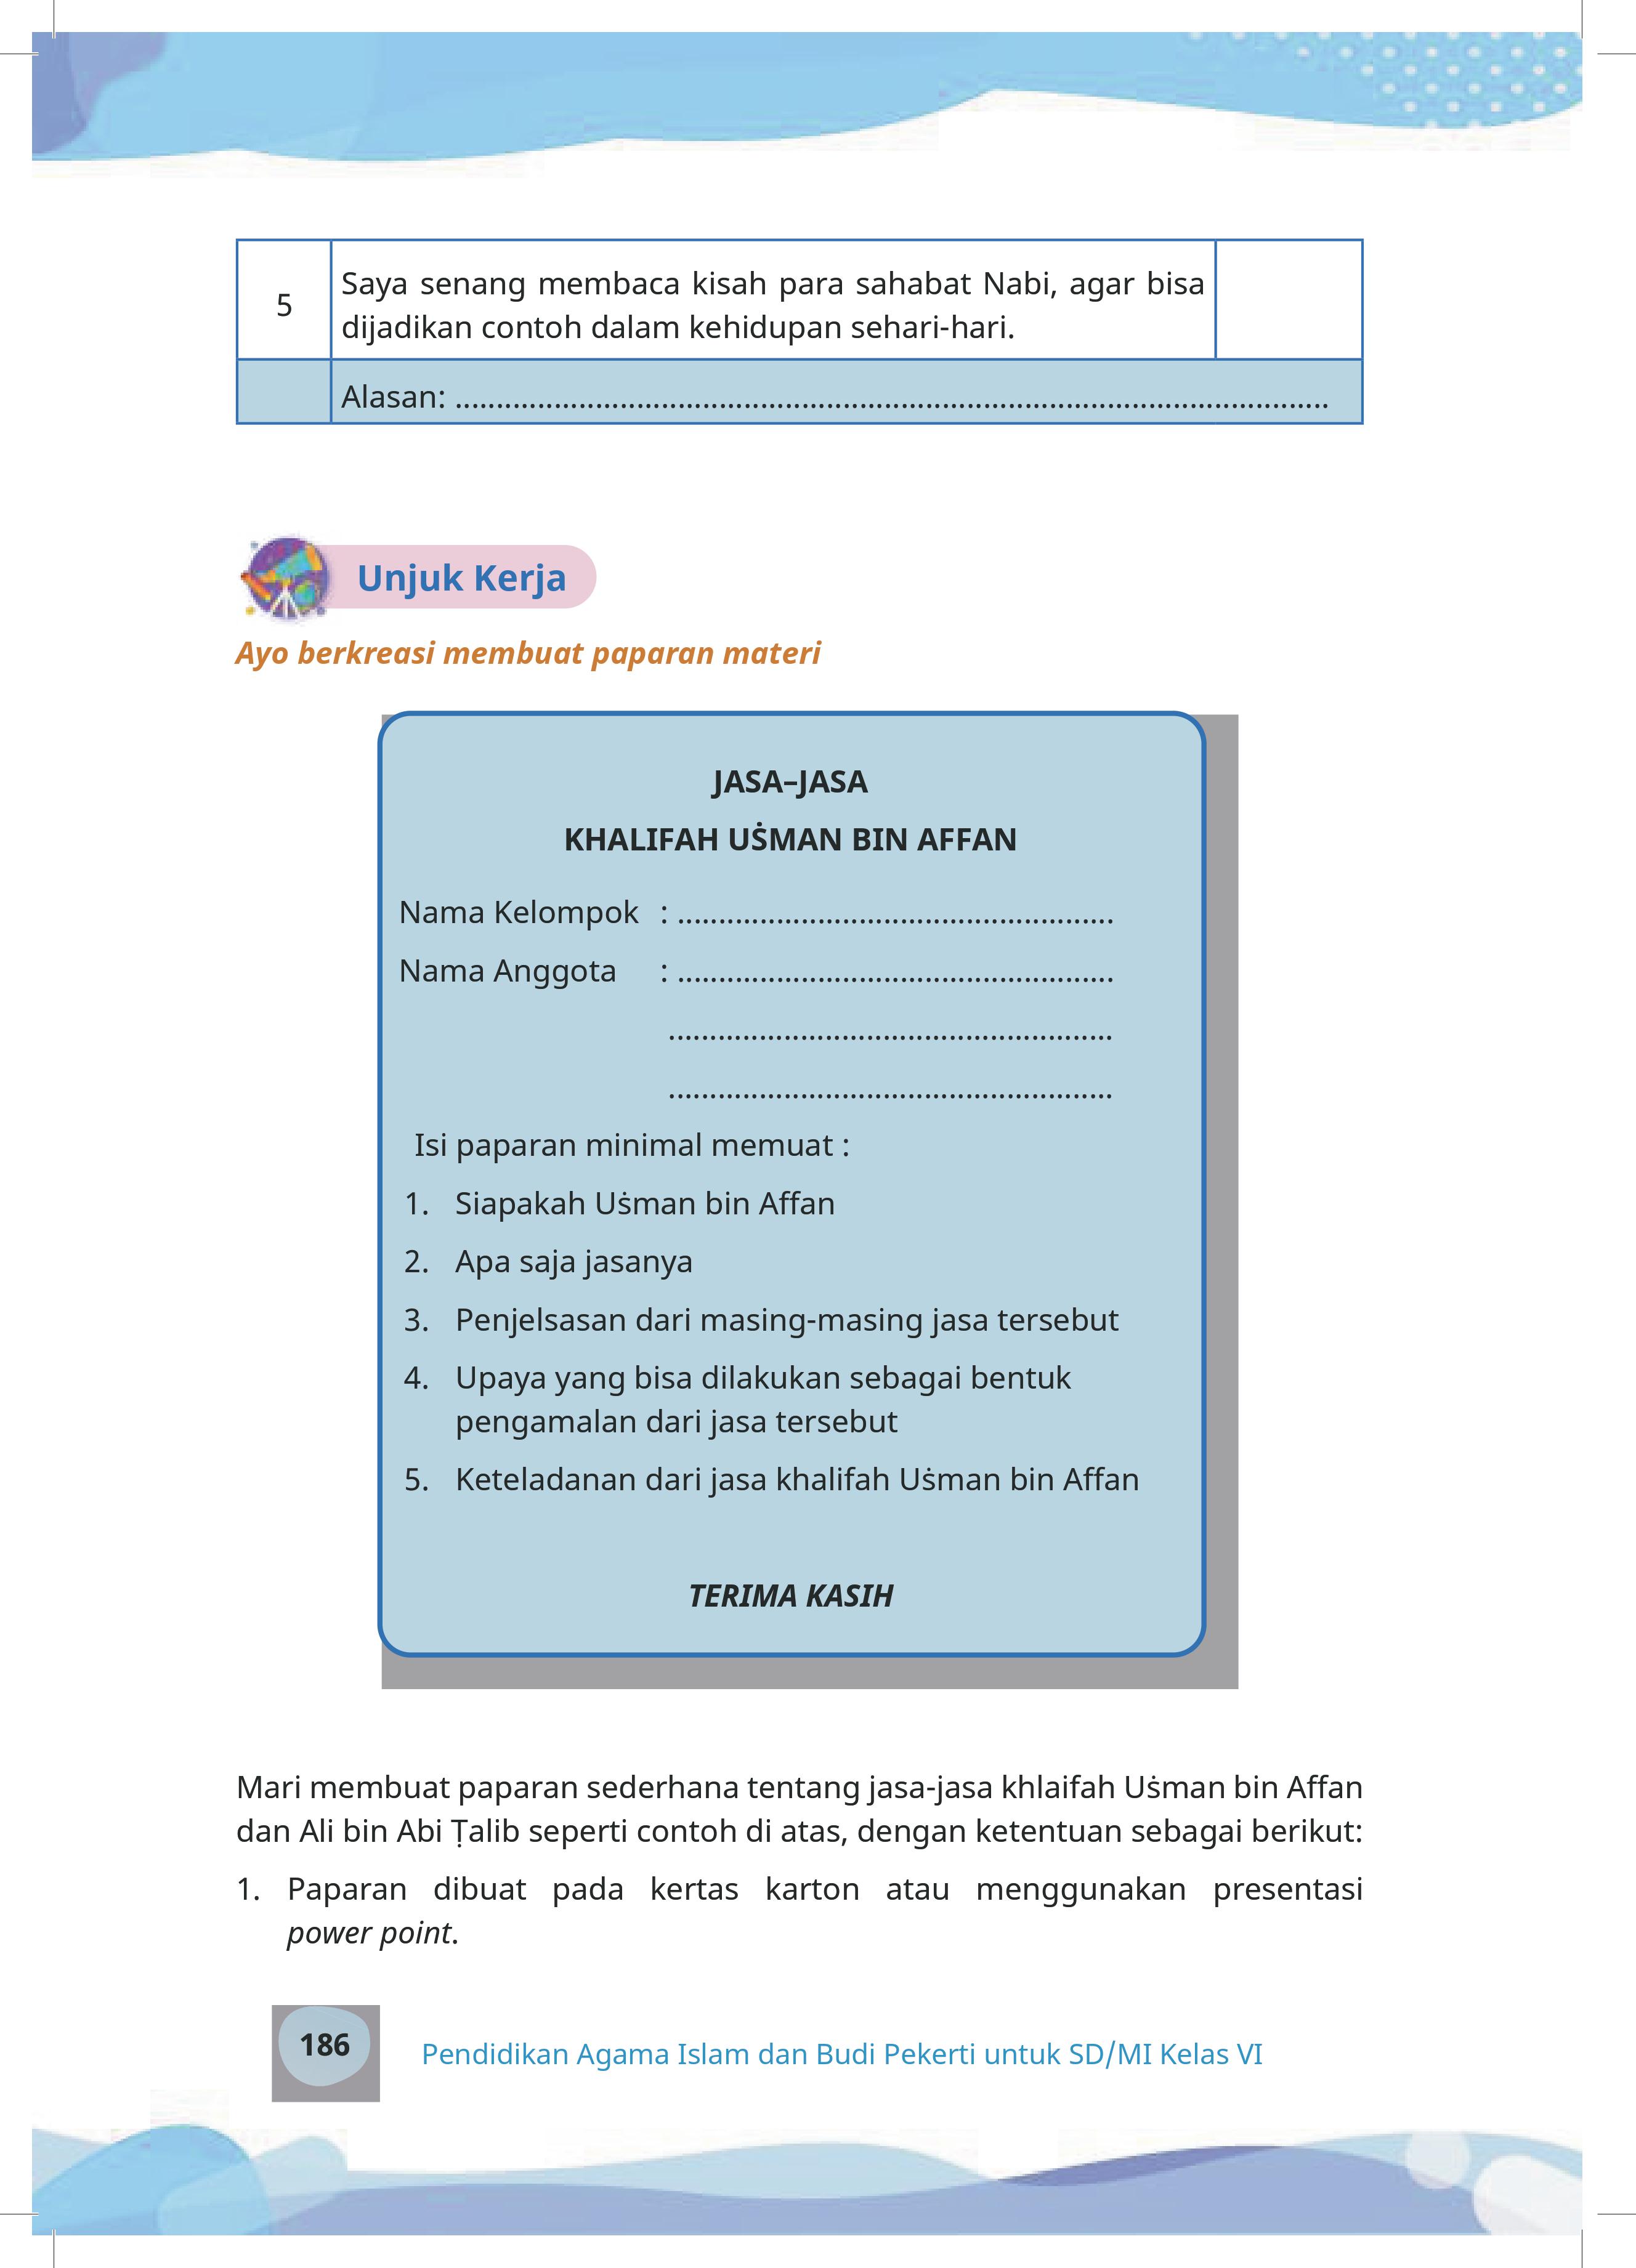 5
Saya senang membaca kisah para sahabat Nabi, agar bisa
dijadikan contoh dalam kehidupan sehari-hari.
Alasan: ..........................................................................................................
Unjuk Kerja
Ayo berkreasi membuat paparan materi
JASA–JASA
KHALIFAH UṠMAN BIN AFFAN
Nama Kelompok : .....................................................
Nama Anggota : .....................................................
......................................................
......................................................
Isi paparan minimal memuat :
1. Siapakah Uṡman bin Affan
2. Apa saja jasanya
3. Penjelsasan dari masing-masing jasa tersebut
4. Upaya yang bisa dilakukan sebagai bentuk
pengamalan dari jasa tersebut
5. Keteladanan dari jasa khalifah Uṡman bin Affan
TERIMA KASIH
Mari membuat paparan sederhana tentang jasa-jasa khlaifah Uṡman bin Affan
dan Ali bin Abi Ṭalib seperti contoh di atas, dengan ketentuan sebagai berikut:
1. Paparan dibuat pada kertas karton atau menggunakan presentasi
power point.
186
Pendidikan Agama Islam dan Budi Pekerti untuk SD/MI Kelas VI